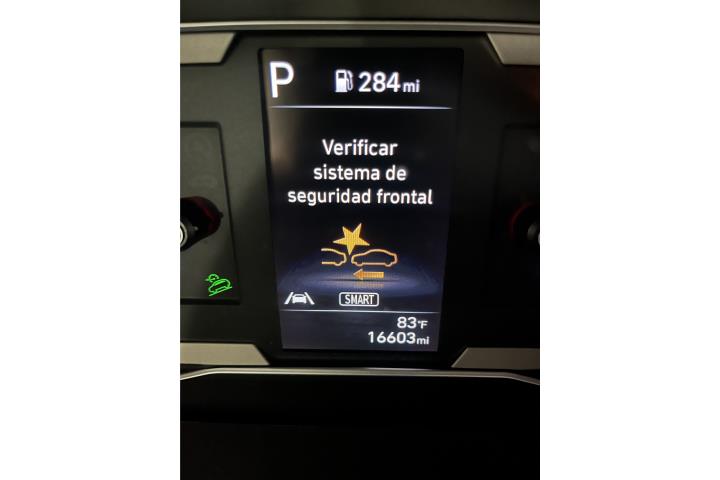 P 284mi
Verificar
sistema de
seguridad frontal
SMART
83°F
16603mi